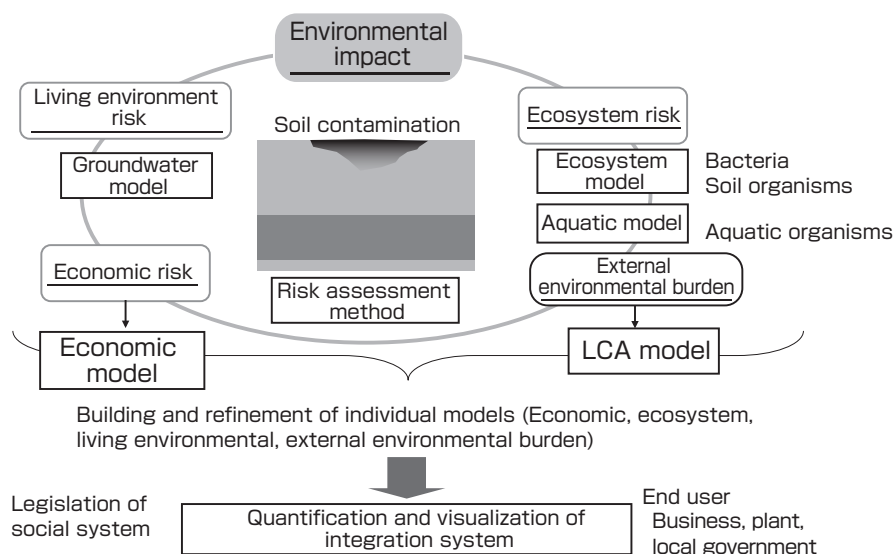 Environmental
impact
Living environment
risk
Groundwater
model
Economic risk
Economic
model
Soil contamination
Risk assessment
method
Ecosystem risk
Ecosystem
model
Bacteria
Soil organisms
Aquatic model
Aquatic organisms
External
environmental burden
LCA model
Building and refinement of individual models (Economic, ecosystem,
living environmental, external environmental burden)
Legislation of
social system
Quantification and visualization of
integration system
End user
Business, plant,
local government